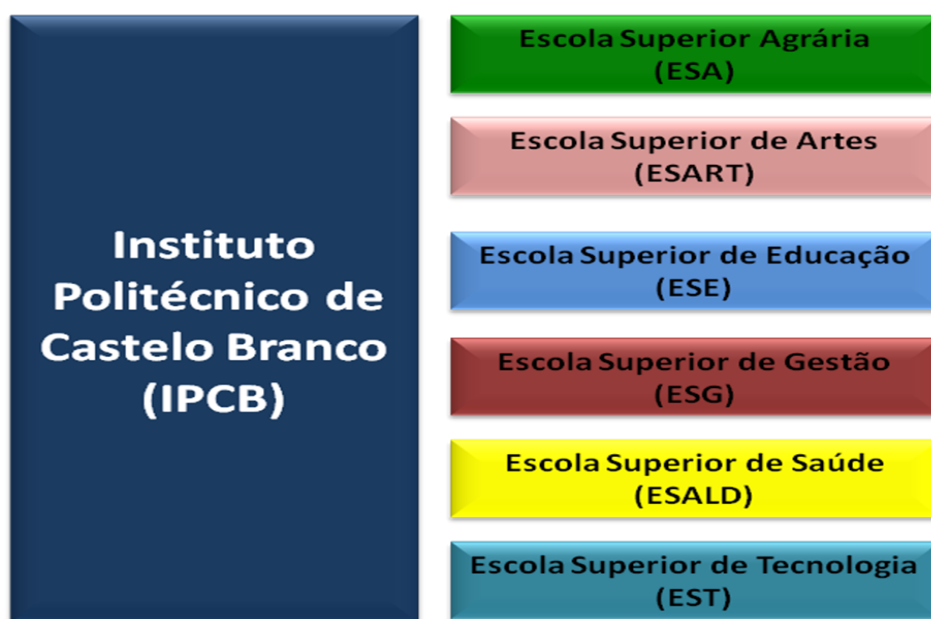 Instituto
Politécnico de
Castelo Branco
(IPCB)
Escola Superior Agrária
(ESA)
Escola Superior de Artes
(ESART)
Escola Superior de Educação
(ESE)
Escola Superior de Gestão
(ESG)
Escola Superior de Saúde
(ESALD)
Escola Superior de Tecnologia
(EST)